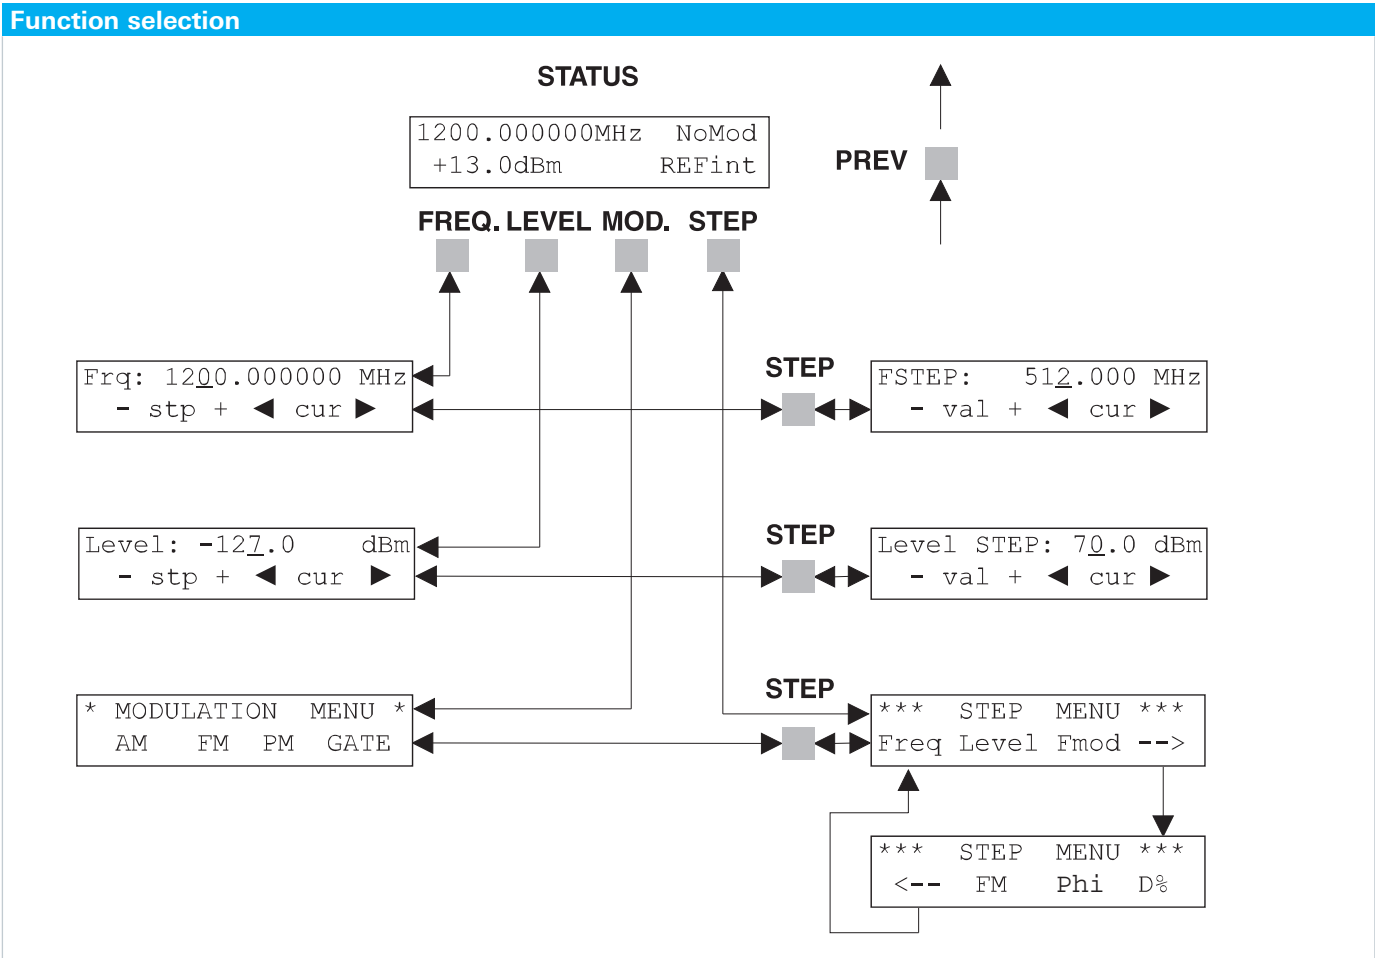 Function selection
STATUS
1200.000000MHz NoMod
+13.0dBm REFint
PREV
FREQ. LEVEL MOD. STEP
Frq: 1200.000000 MHz
- stp + ◀ cur ▶
STEP
FSTEP: 512.000 MHz
- val + ◀ cur ▶
Level: -127.0 dBm
- stp + ◀ cur ▶
STEP
Level STEP: 70.0 dBm
- val + ◀ cur ▶
* MODULATION MENU *
AM FM PM GATE
STEP
*** STEP MENU ***
Freq Level Fmod -->
*** STEP MENU ***
<-- FM Phi D%